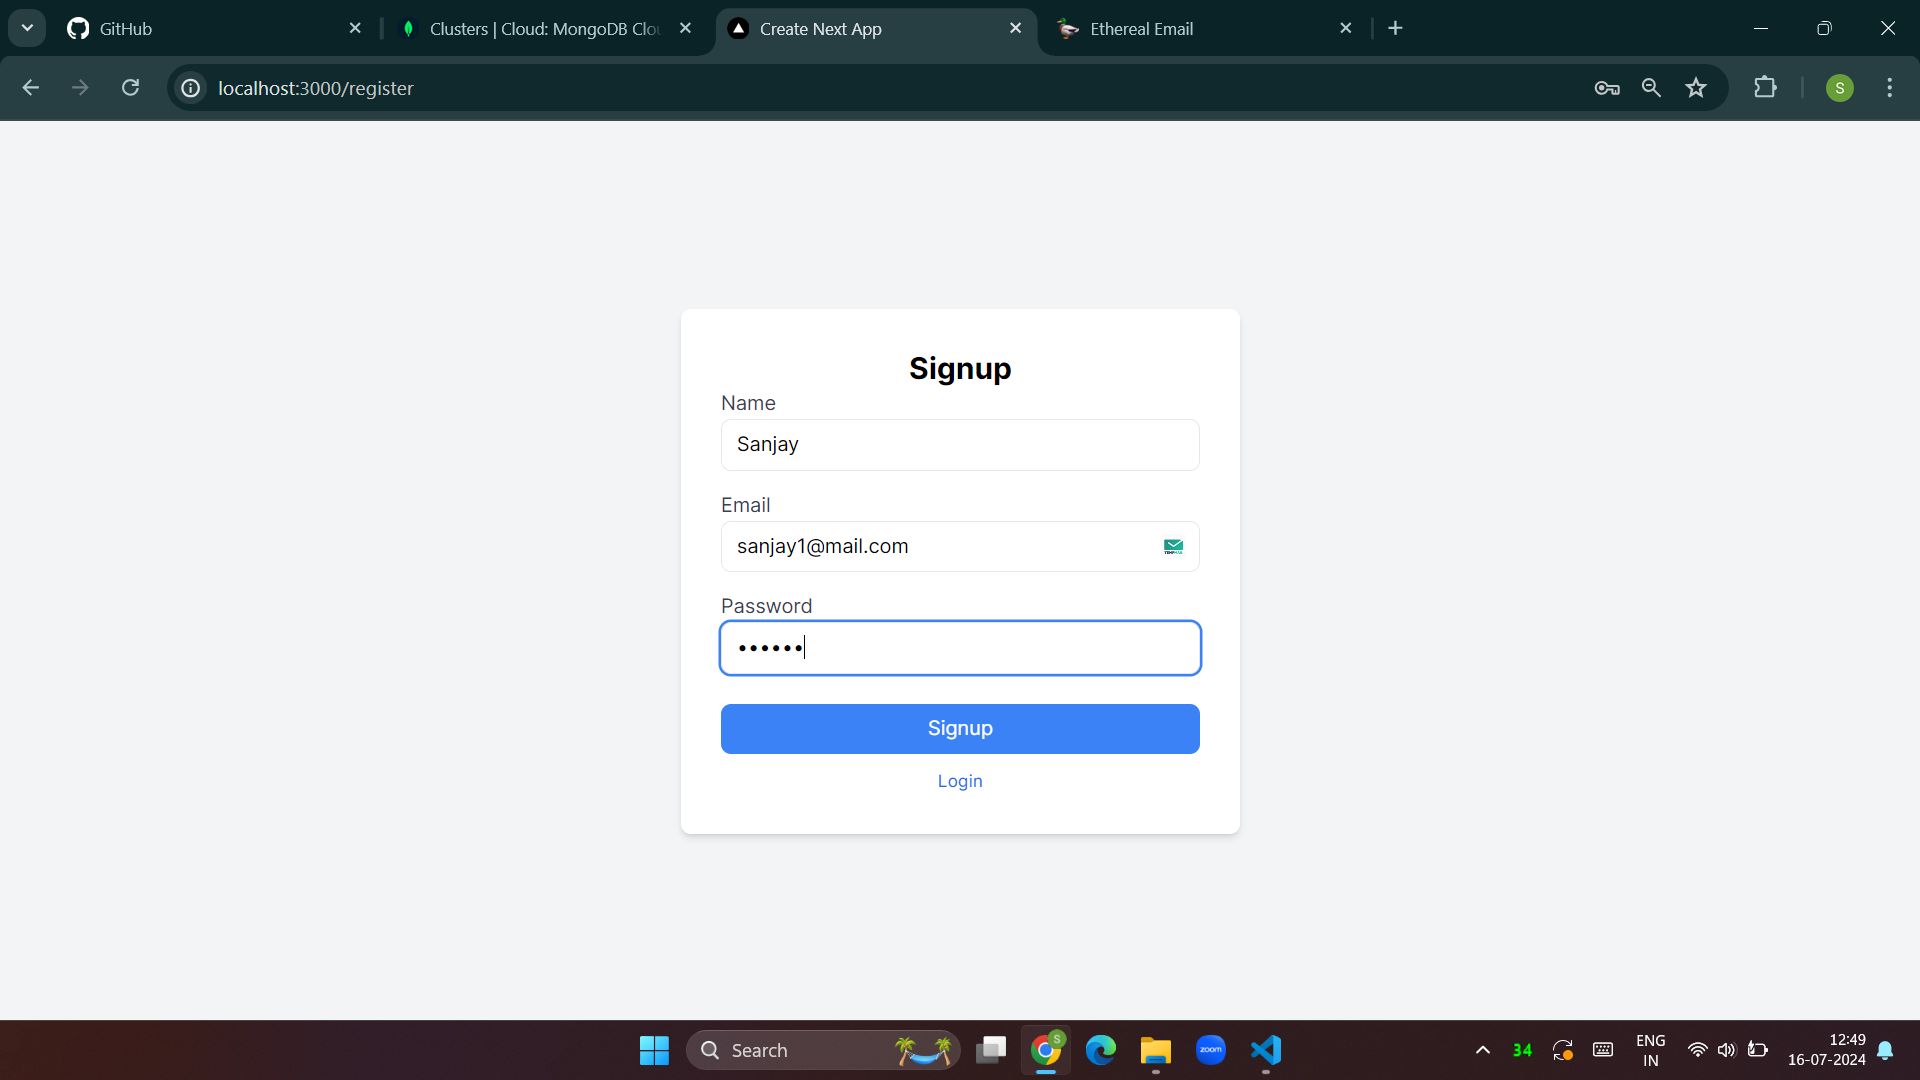 GitHub
Clusters | Cloud: MongoDB Clou
Create Next App
Ethereal Email
localhost:3000/register
S
Signup
Name
Sanjay
Email
sanjay1@mail.com
Password
••••••
Signup
Login
Search
S
zoom
34
ENG
IN
12:49
16-07-2024